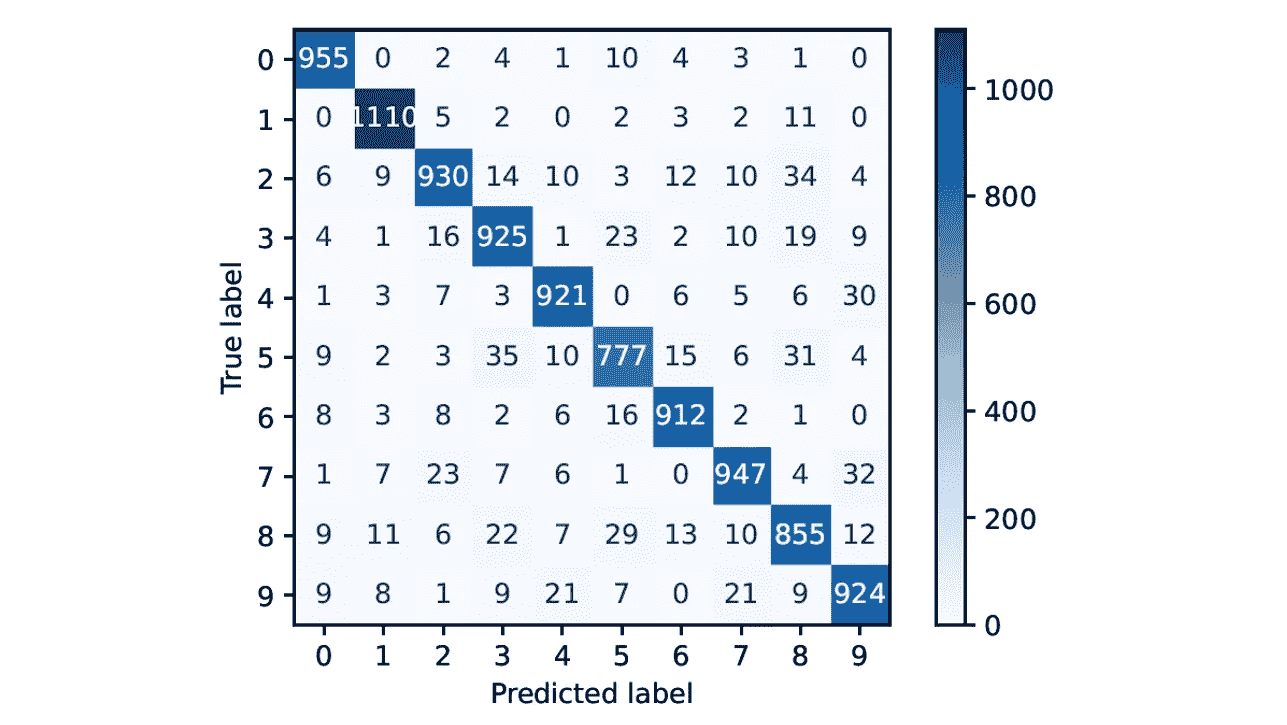 0 955 0 2 4 1 10 4 3 1 0
1000
1 0 1110 5 2 0 2 3 2 11 0
2 6 9 930 14 10 3 12 10 34 4
800
3 4 1 16 925 1 23 2 10 19 9
4 1 3 7 3 921 0 6 5 6 30
600
True label
5 9 2 3 35 10 777 15 6 31 4
400
6 8 3 8 2 6 16 912 2 1 0
7 1 7 23 7 6 1 0 947 4 32
200
8 9 11 6 22 7 29 13 10 855 12
9 9 8 1 9 21 7 0 21 9 924
0
0 1 2 3 4 5 6 7 8 9
Predicted label